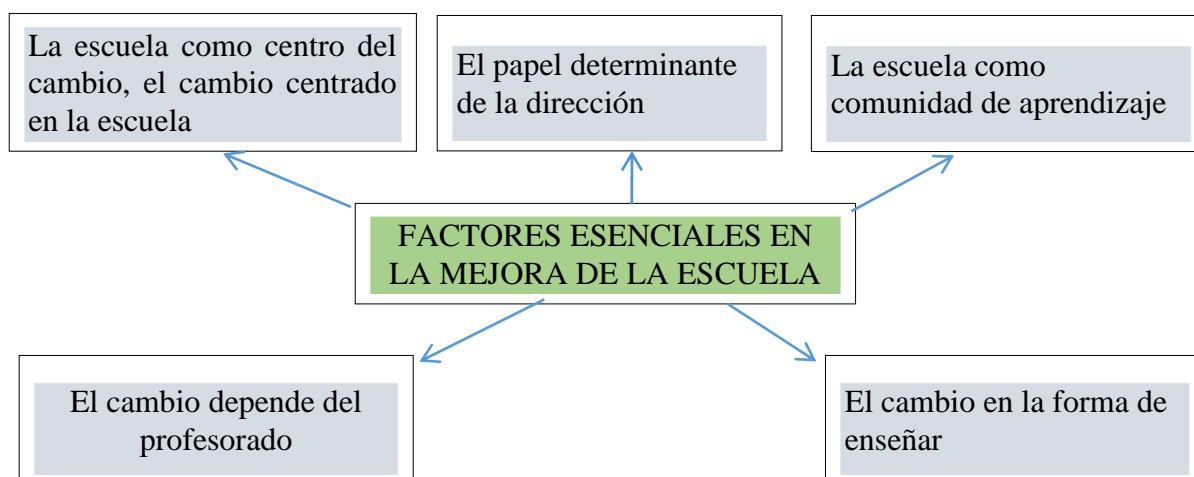 La escuela como centro del
cambio, el cambio centrado
en la escuela
El papel determinante
de la dirección
La escuela como
comunidad de aprendizaje
FACTORES ESENCIALES EN
LA MEJORA DE LA ESCUELA
El cambio depende del
profesorado
El cambio en la forma de
enseñar